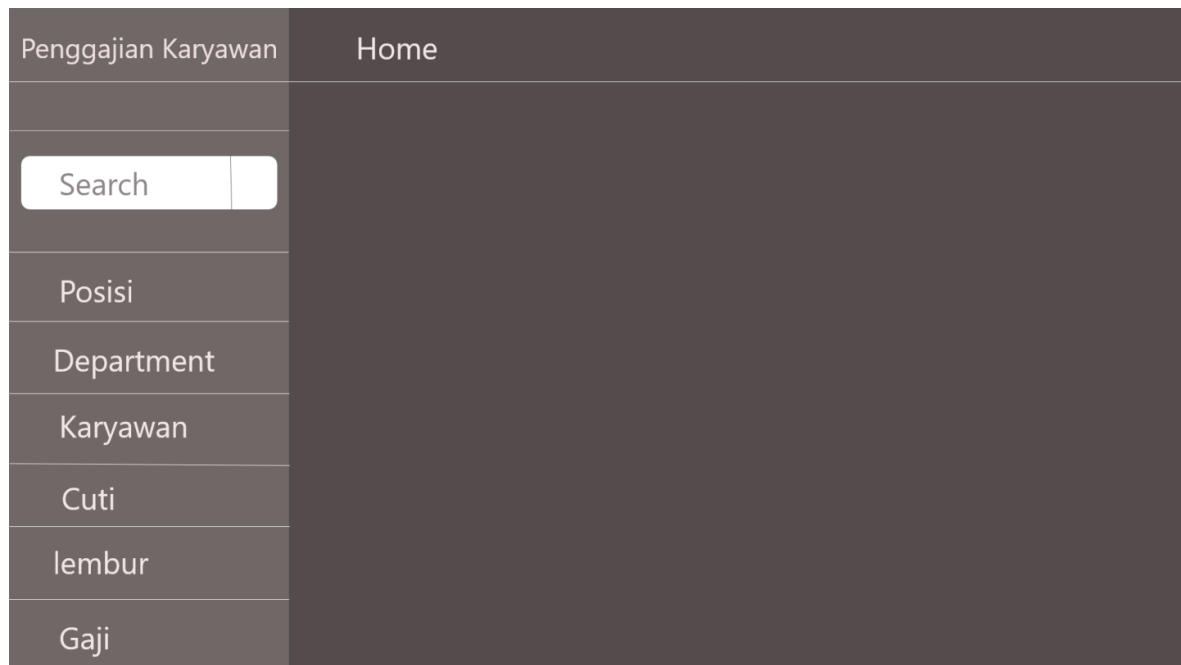 Penggajian Karyawan
Home
Search
Posisi
Department
Karyawan
Cuti
lembur
Gaji